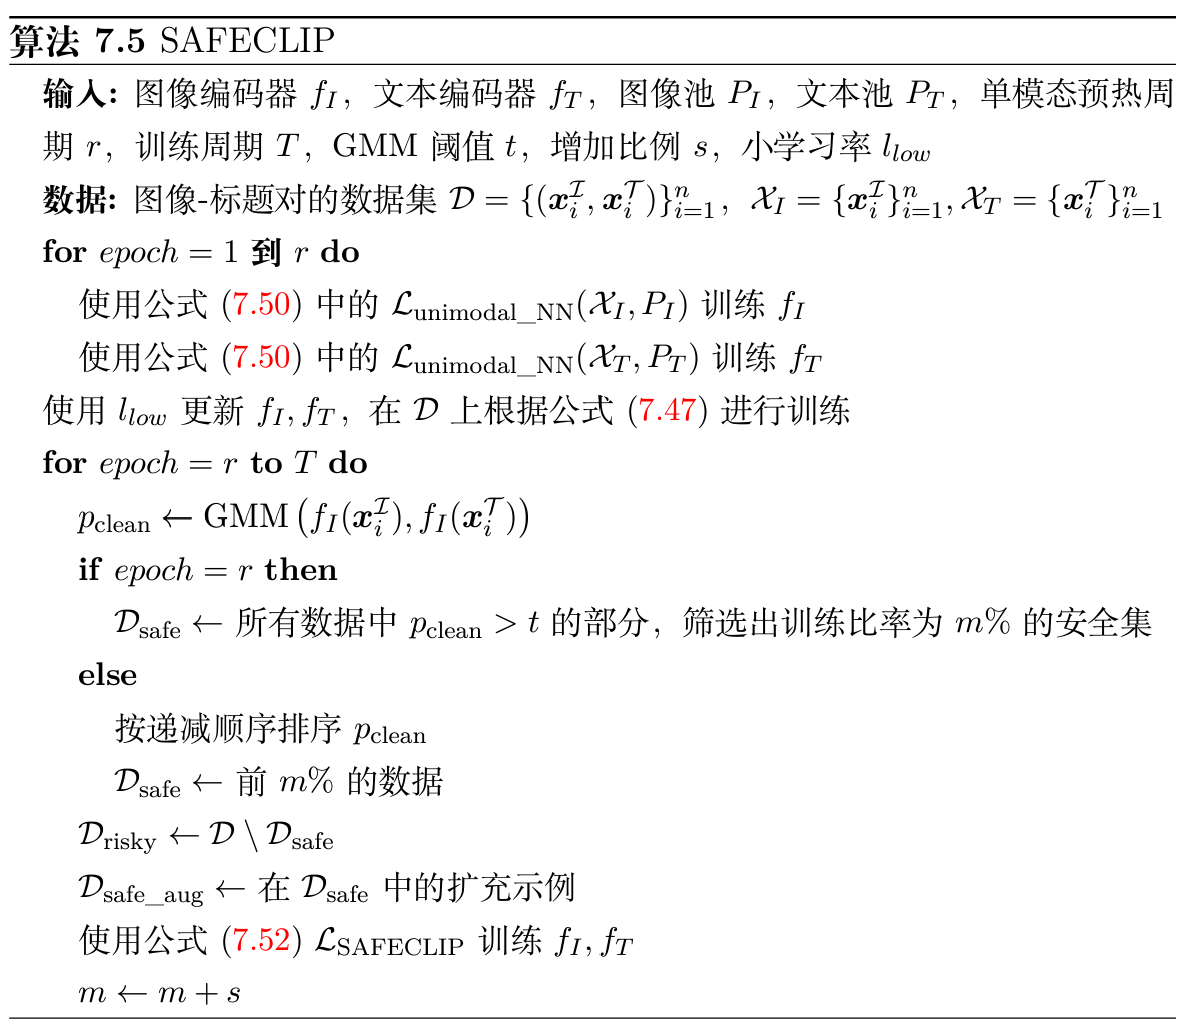 算法 7.5 SAFECLIP
输入: 图像编码器 $f_I$，文本编码器 $f_T$，图像池 $P_I$，文本池 $P_T$，单模态预热周
期 $r$，训练周期 $T$，GMM 阈值 $t$，增加比例 $s$，小学习率 $l_{low}$
数据: 图像-标题对的数据集 $\mathcal{D} = \{(\boldsymbol{x}_i^{\mathcal{I}}, \boldsymbol{x}_i^{\mathcal{T}})\}_{i=1}^n$，$\mathcal{X}_I = \{\boldsymbol{x}_i^{\mathcal{I}}\}_{i=1}^n, \mathcal{X}_T = \{\boldsymbol{x}_i^{\mathcal{T}}\}_{i=1}^n$
for $epoch = 1$ 到 $r$ do
使用公式 (7.50) 中的 $\mathcal{L}_{\text{unimodal\_NN}}(\mathcal{X}_I, P_I)$ 训练 $f_I$
使用公式 (7.50) 中的 $\mathcal{L}_{\text{unimodal\_NN}}(\mathcal{X}_T, P_T)$ 训练 $f_T$
使用 $l_{low}$ 更新 $f_I, f_T$，在 $\mathcal{D}$ 上根据公式 (7.47) 进行训练
for $epoch = r$ to $T$ do
$p_{\text{clean}} \leftarrow \text{GMM}\left(f_I(\boldsymbol{x}_i^{\mathcal{I}}), f_I(\boldsymbol{x}_i^{\mathcal{T}})\right)$
if $epoch = r$ then
$\mathcal{D}_{\text{safe}} \leftarrow$ 所有数据中 $p_{\text{clean}} > t$ 的部分，筛选出训练比率为 $m\%$ 的安全集
else
按递减顺序排序 $p_{\text{clean}}$
$\mathcal{D}_{\text{safe}} \leftarrow$ 前 $m\%$ 的数据
$\mathcal{D}_{\text{risky}} \leftarrow \mathcal{D} \setminus \mathcal{D}_{\text{safe}}$
$\mathcal{D}_{\text{safe\_aug}} \leftarrow$ 在 $\mathcal{D}_{\text{safe}}$ 中的扩充示例
使用公式 (7.52) $\mathcal{L}_{\text{SAFECLIP}}$ 训练 $f_I, f_T$
$m \leftarrow m + s$